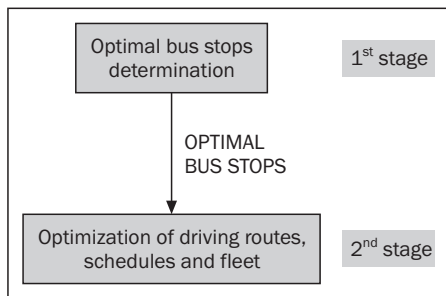 Optimal bus stops
determination
1st stage
OPTIMAL
BUS STOPS
Optimization of driving routes,
schedules and fleet
2nd stage